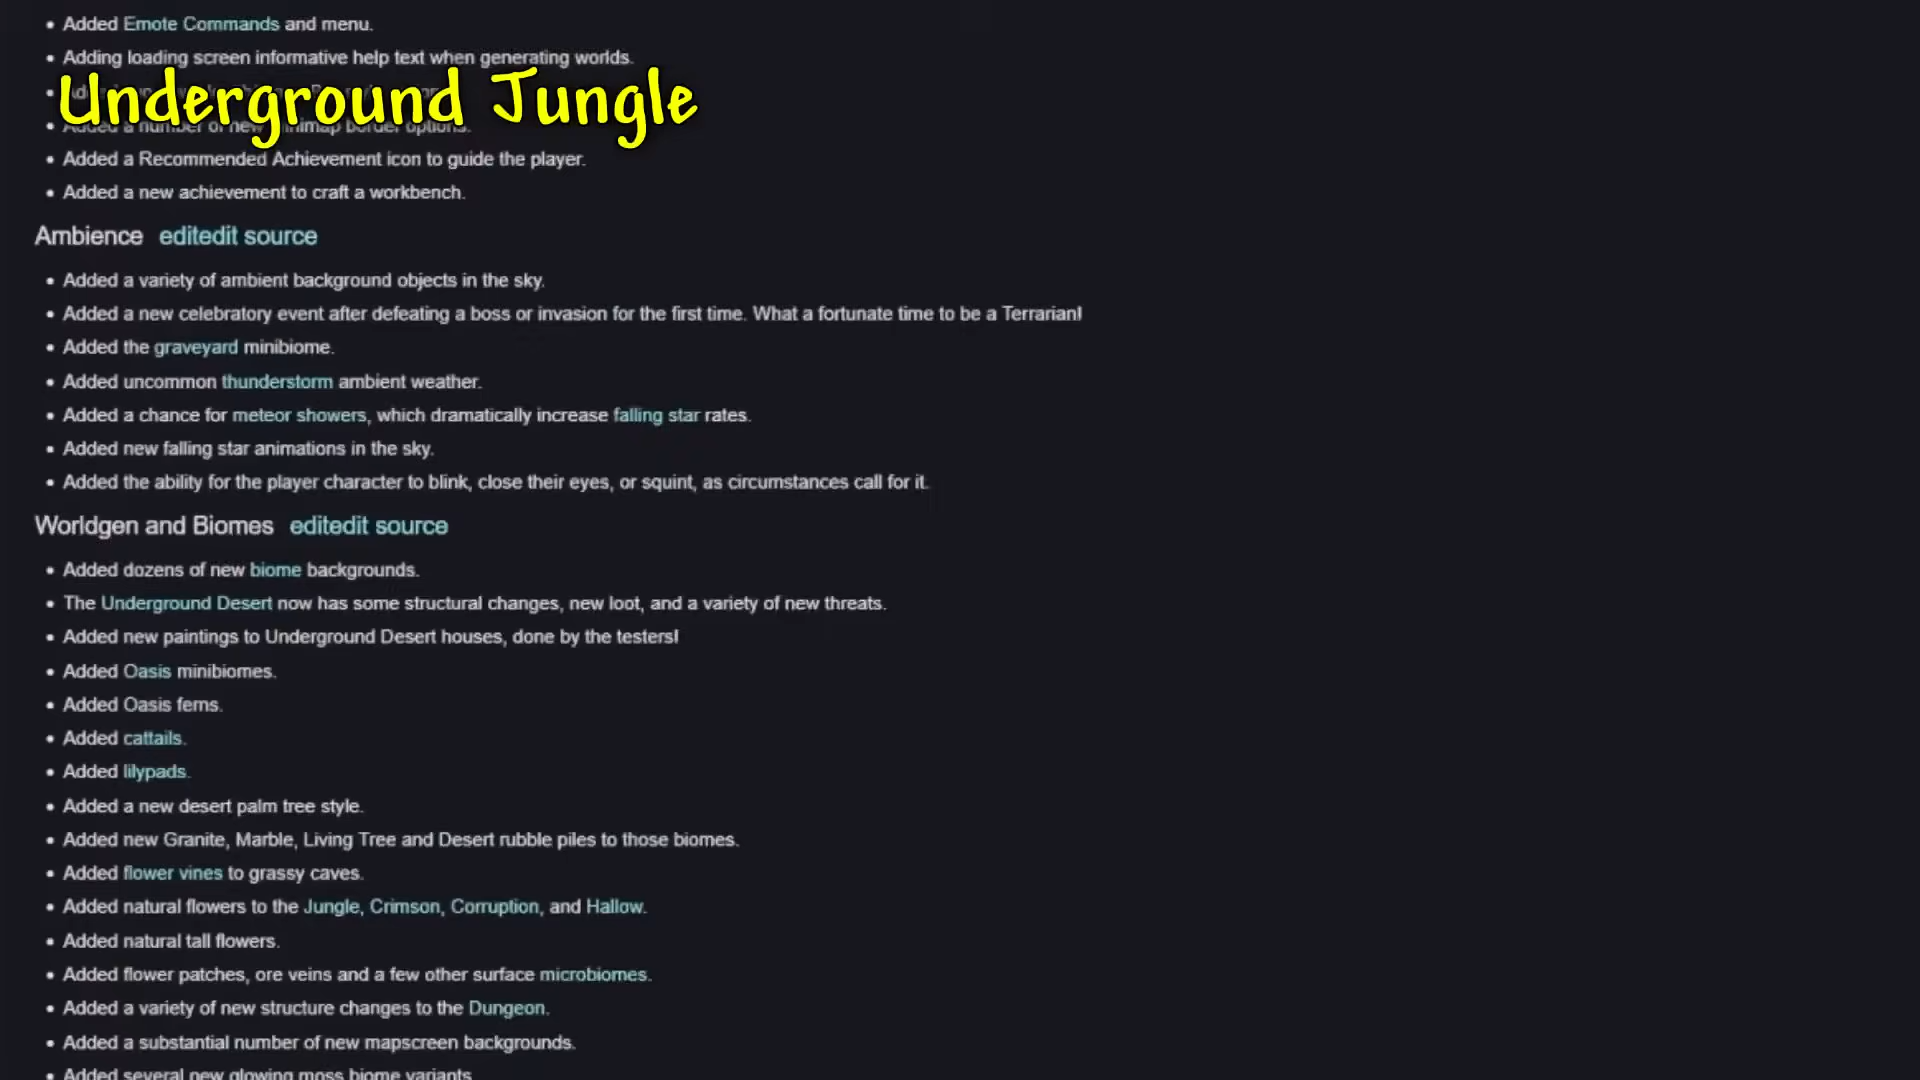 Added Emote Commands and menu.
Adding loading screen informative help text when generating worlds.
Underground Jungle
Added a number of new minimap border options.
Added a Recommended Achievement icon to guide the player.
Added a new achievement to craft a workbench.
Ambience editedit source
Added a variety of ambient background objects in the sky.
Added a new celebratory event after defeating a boss or invasion for the first time. What a fortunate time to be a Terrarian!
Added the graveyard minibiome.
Added uncommon thunderstorm ambient weather.
Added a chance for meteor showers, which dramatically increase falling star rates.
Added new falling star animations in the sky.
Added the ability for the player character to blink, close their eyes, or squint, as circumstances call for it.
Worldgen and Biomes editedit source
Added dozens of new biome backgrounds.
The Underground Desert now has some structural changes, new loot, and a variety of new threats.
Added new paintings to Underground Desert houses, done by the testers!
Added Oasis minibiomes.
Added Oasis ferns.
Added cattails.
Added lilypads.
Added a new desert palm tree style.
Added new Granite, Marble, Living Tree and Desert rubble piles to those biomes.
Added flower vines to grassy caves.
Added natural flowers to the Jungle, Crimson, Corruption, and Hallow.
Added natural tall flowers.
Added flower patches, ore veins and a few other surface microbiomes.
Added a variety of new structure changes to the Dungeon.
Added a substantial number of new mapscreen backgrounds.
Added several new glowing moss biome variants